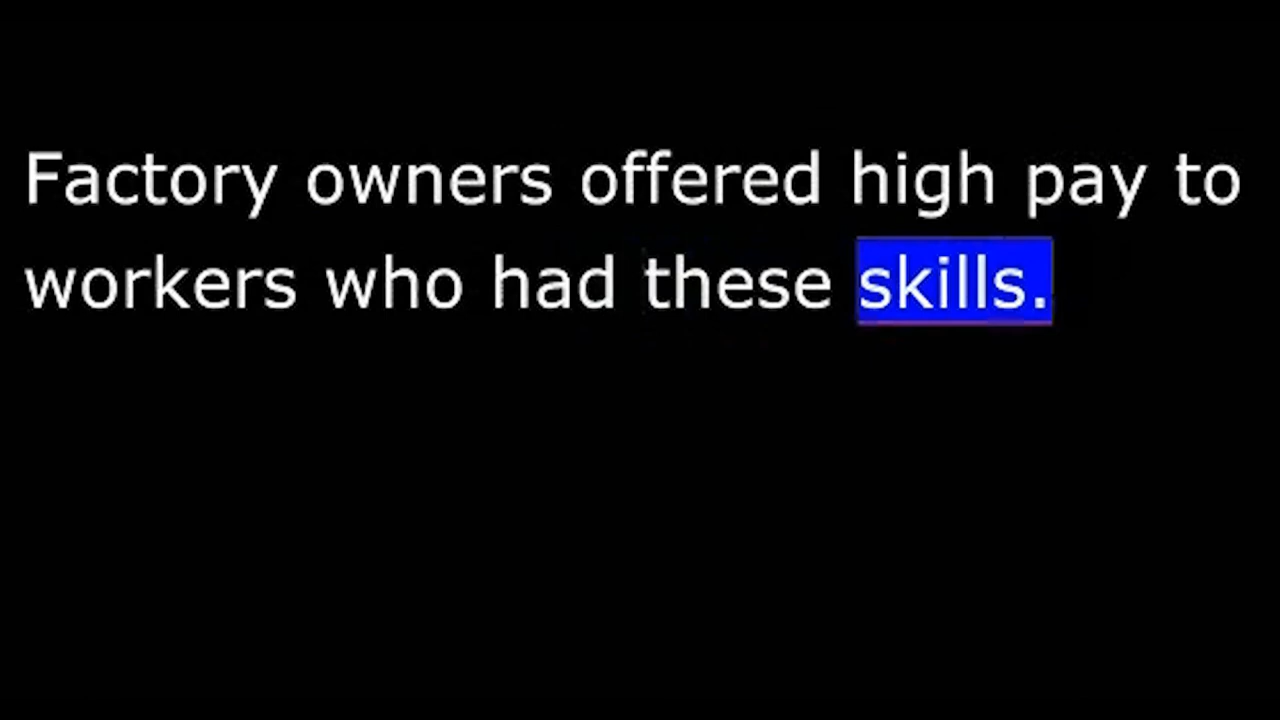 Factory owners offered high pay to
workers who had these skills.